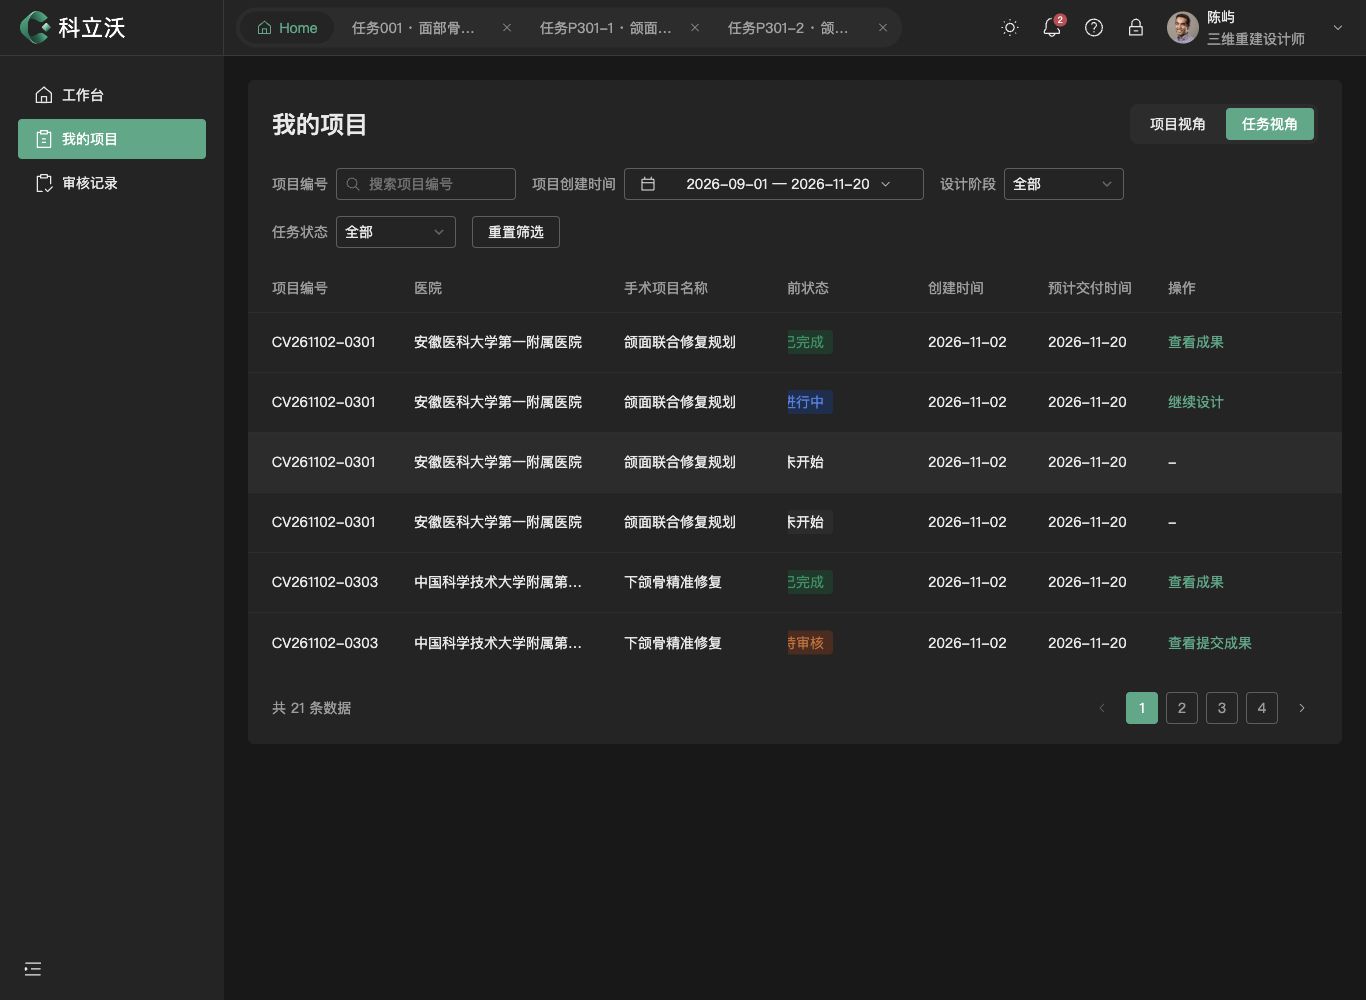 科立沃
Home
任务001 · 面部骨...
任务P301-1 · 颌面...
任务P301-2 · 颌...
2
陈屿
三维重建设计师
工作台
我的项目
审核记录
我的项目
项目视角
任务视角
项目编号 搜索项目编号 项目创建时间 2026-09-01 — 2026-11-20 设计阶段 全部
任务状态 全部 重置筛选
项目编号 医院 手术项目名称 前状态 创建时间 预计交付时间 操作
CV261102-0301 安徽医科大学第一附属医院 颌面联合修复规划 已完成 2026-11-02 2026-11-20 查看成果
CV261102-0301 安徽医科大学第一附属医院 颌面联合修复规划 进行中 2026-11-02 2026-11-20 继续设计
CV261102-0301 安徽医科大学第一附属医院 颌面联合修复规划 未开始 2026-11-02 2026-11-20 -
CV261102-0301 安徽医科大学第一附属医院 颌面联合修复规划 未开始 2026-11-02 2026-11-20 -
CV261102-0303 中国科学技术大学附属第... 下颌骨精准修复 已完成 2026-11-02 2026-11-20 查看成果
CV261102-0303 中国科学技术大学附属第... 下颌骨精准修复 待审核 2026-11-02 2026-11-20 查看提交成果
共 21 条数据
1 2 3 4